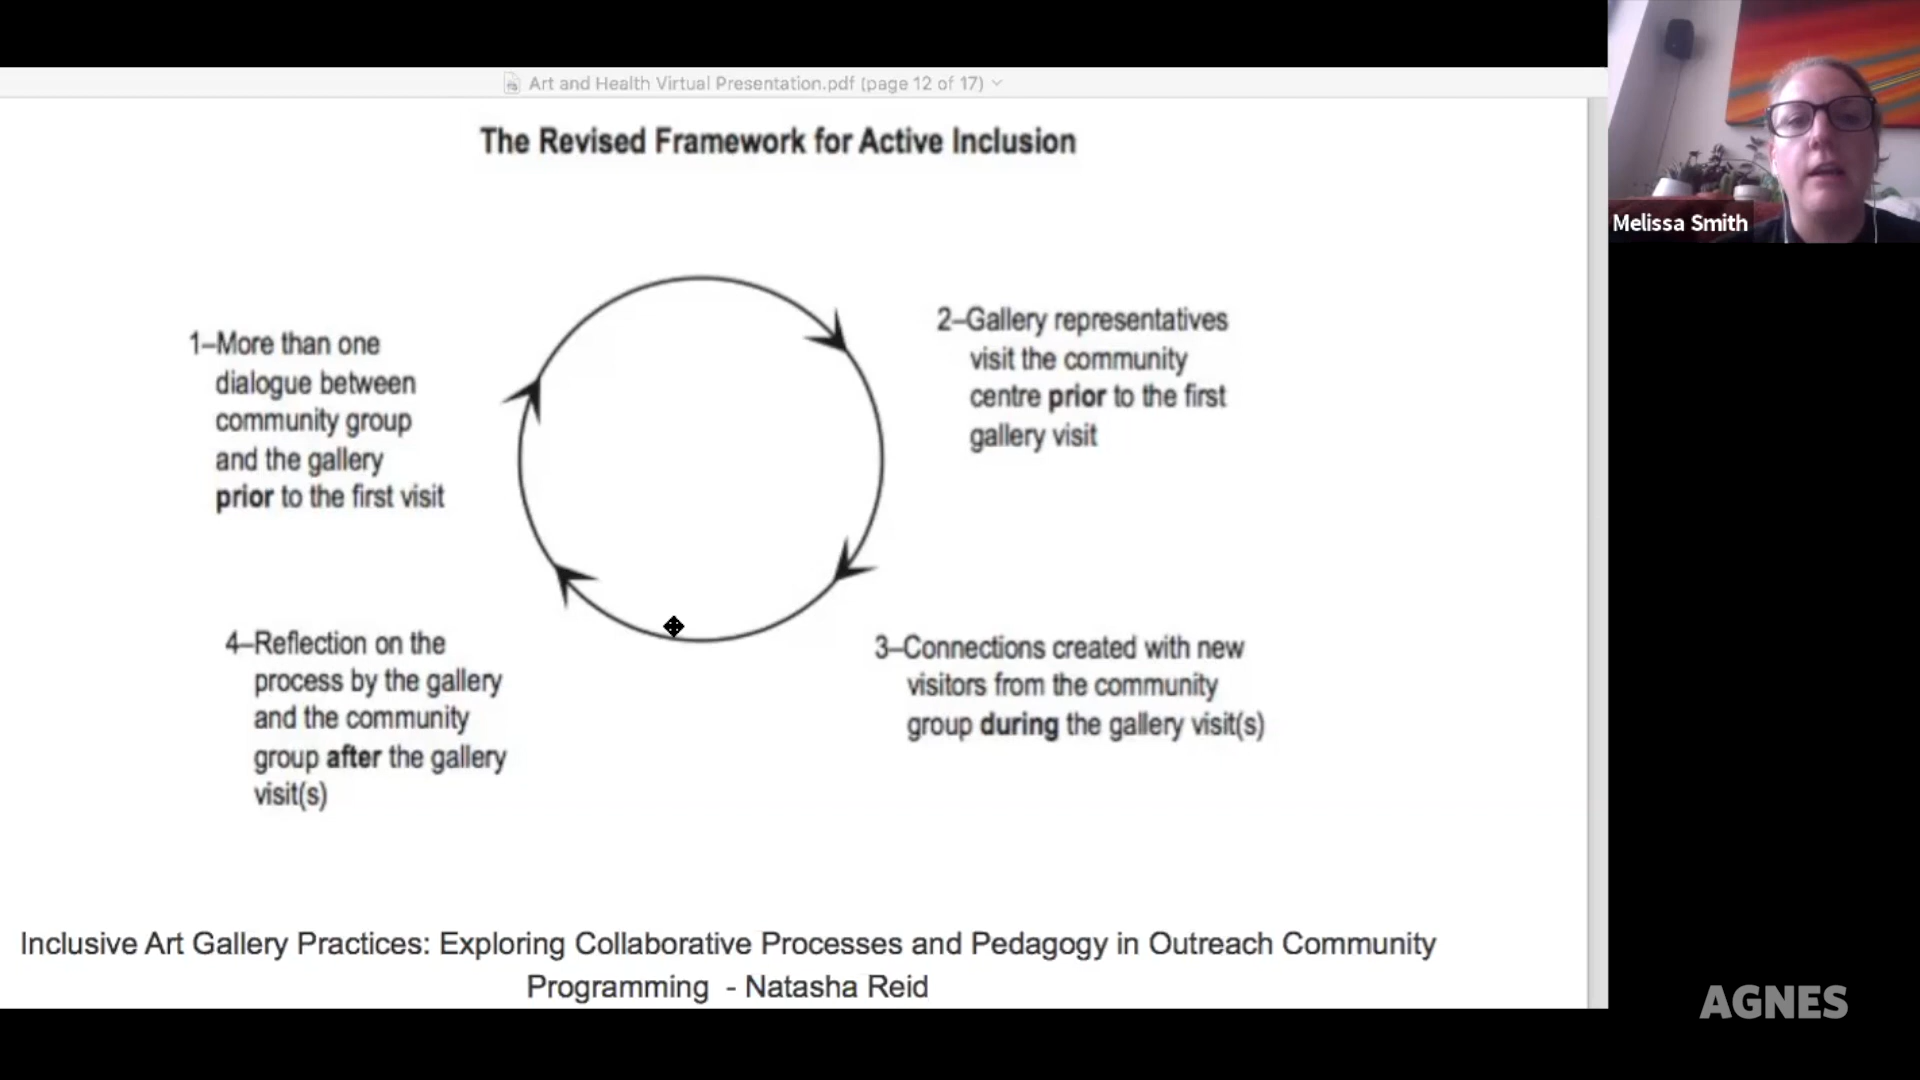 Art and Health Virtual Presentation.pdf (page 12 of 17)
The Revised Framework for Active Inclusion
1–More than one
dialogue between
community group
and the gallery
prior to the first visit
2–Gallery representatives
visit the community
centre prior to the first
gallery visit
3–Connections created with new
visitors from the community
group during the gallery visit(s)
4–Reflection on the
process by the gallery
and the community
group after the gallery
visit(s)
Inclusive Art Gallery Practices: Exploring Collaborative Processes and Pedagogy in Outreach Community
Programming - Natasha Reid
Melissa Smith
AGNES